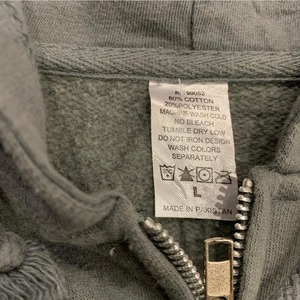 #: 99052
80% COTTON
20% POLYESTER
MACHINE WASH COLD
NO BLEACH
TUMBLE DRY LOW
DO NOT IRON DESIGN
WASH COLORS
SEPARATELY
L
MADE IN PAKISTAN